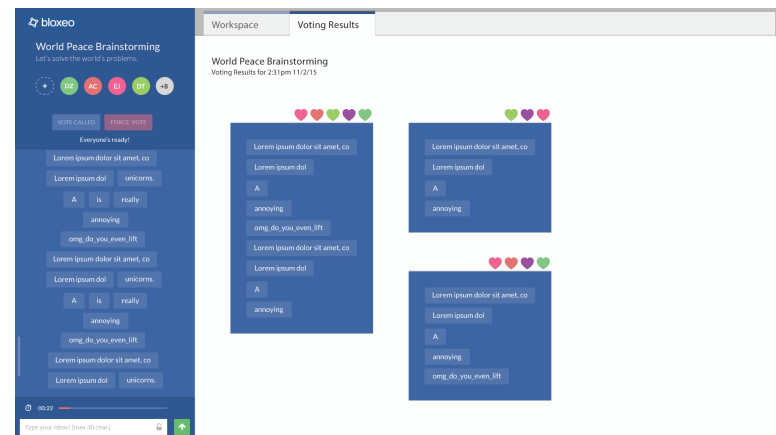 bloxeo
World Peace Brainstorming
Let's solve the world's problems.
+ DZ AC EJ DT +8
VOTE CALLED FORCE VOTE
Everyone's ready!
Lorem ipsum dolor sit amet, co
Lorem ipsum dol unicorns.
A is really
annoying
omg_do_you_even_lift
Lorem ipsum dolor sit amet, co
Lorem ipsum dol unicorns.
A is really
annoying
omg_do_you_even_lift
Lorem ipsum dolor sit amet, co
Lorem ipsum dol unicorns.
00:22
Type your ideas! (max 30 char.)
Workspace Voting Results
World Peace Brainstorming
Voting Results for 2:31pm 11/2/15
Lorem ipsum dolor sit amet, co
Lorem ipsum dol
A
annoying
omg_do_you_even_lift
Lorem ipsum dolor sit amet, co
Lorem ipsum dol
A
annoying
Lorem ipsum dolor sit amet, co
Lorem ipsum dol
A
annoying
Lorem ipsum dolor sit amet, co
Lorem ipsum dol
A
annoying
omg_do_you_even_lift